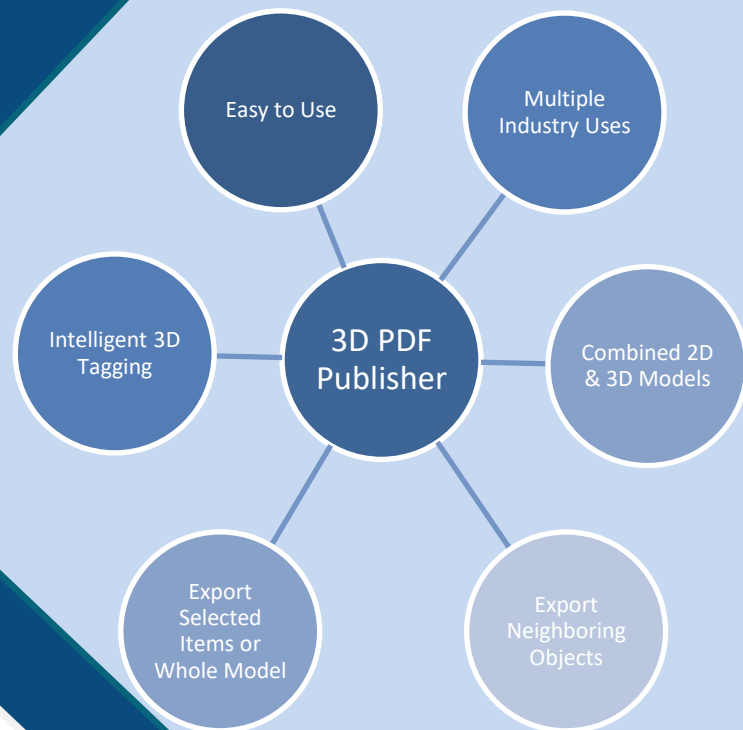 Easy to Use
Multiple
Industry Uses
Intelligent 3D
Tagging
3D PDF
Publisher
Combined 2D
& 3D Models
Export
Selected
Items or
Whole Model
Export
Neighboring
Objects